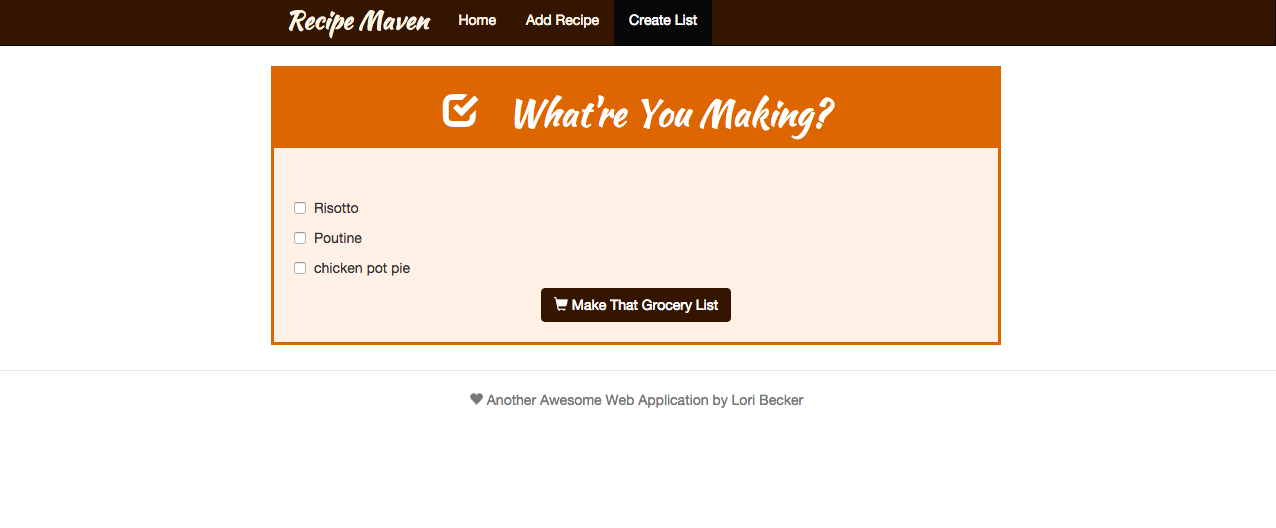 Recipe Maven Home Add Recipe Create List
What're You Making?
Risotto
Poutine
chicken pot pie
Make That Grocery List
Another Awesome Web Application by Lori Becker